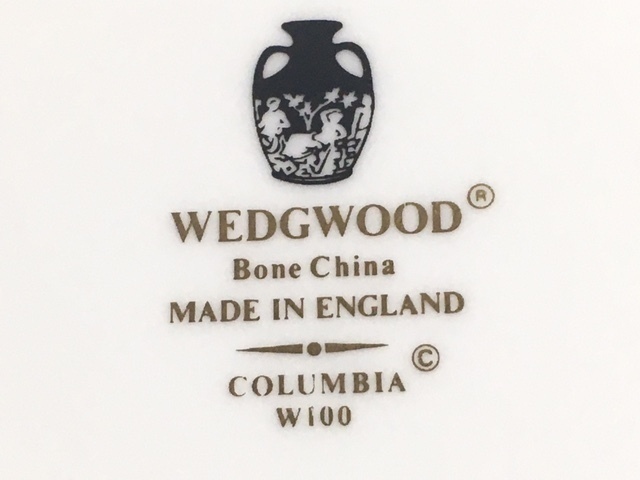 WEDGWOOD®
Bone China
MADE IN ENGLAND
COLUMBIA ©
W100